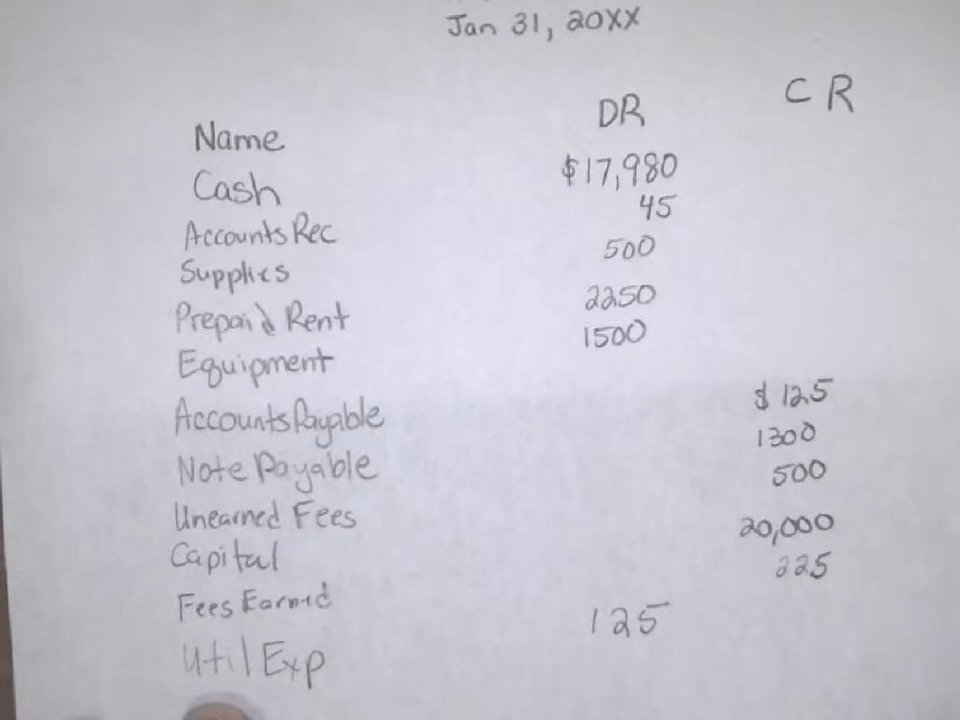 Jan 31, 20XX
Name DR CR
Cash $17,980
Accounts Rec 45
Supplies 500
Prepaid Rent 2250
Equipment 1500
Accounts Payable $125
Note Payable 1300
Unearned Fees 500
Capital 20,000
Fees Earned 225
Util Exp 125